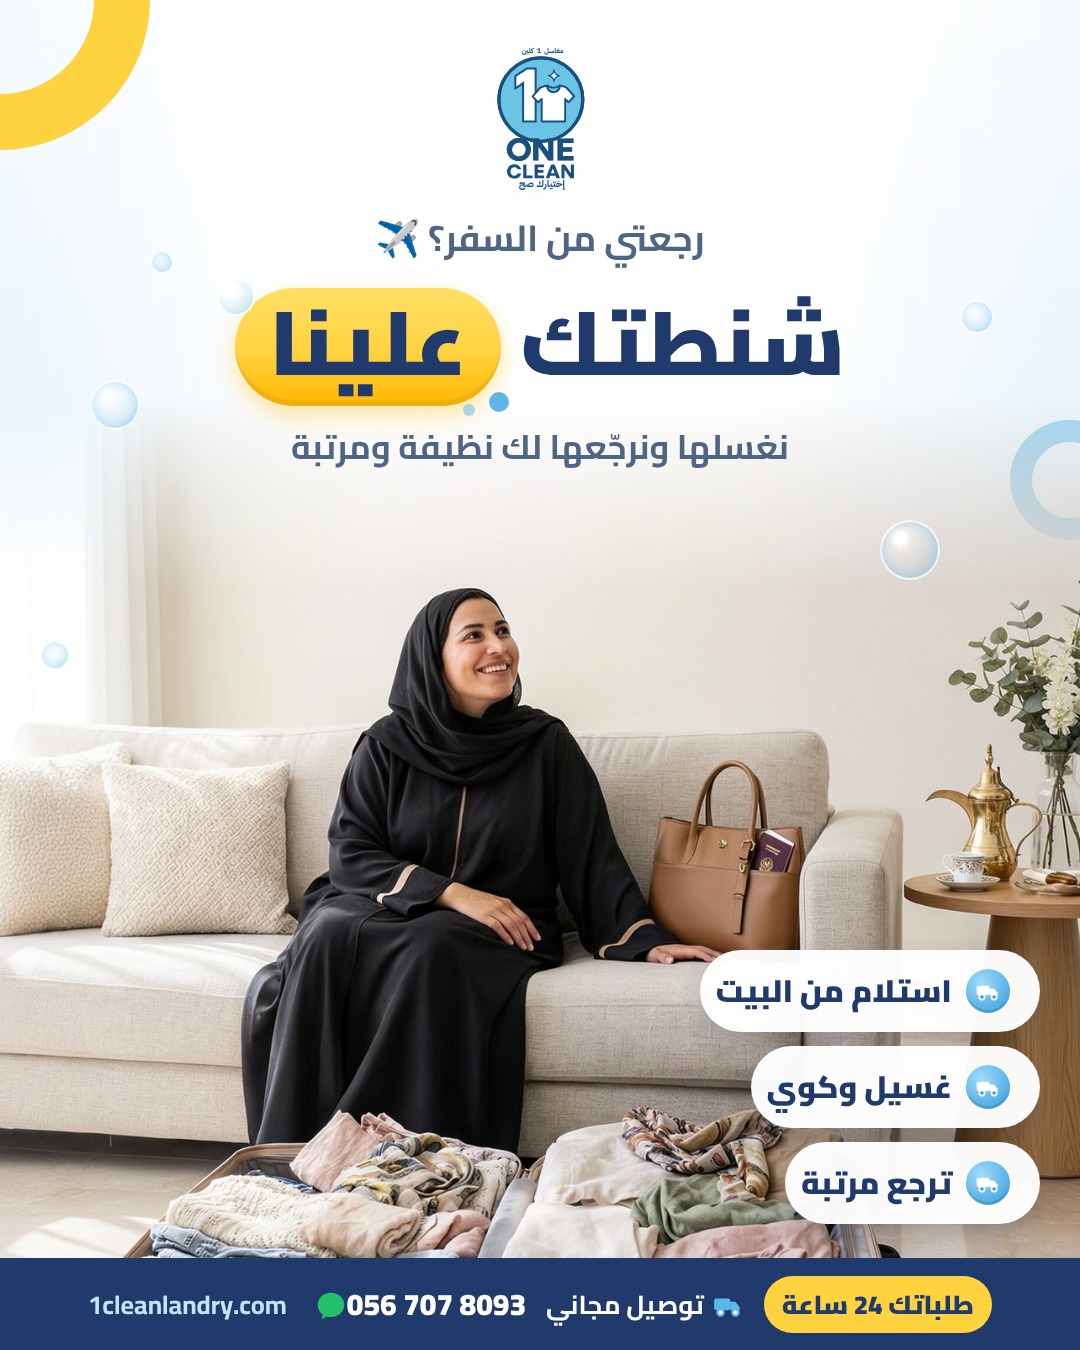 مغاسل 1 كلين
1
ONE
CLEAN
إختيارك صح
رجعتي من السفر؟
شنطتك علينا
نغسلها ونرجّعها لك نظيفة ومرتبة
استلام من البيت
غسيل وكوي
ترجع مرتبة
طلباتك 24 ساعة توصيل مجاني 056 707 8093 1cleanlandry.com